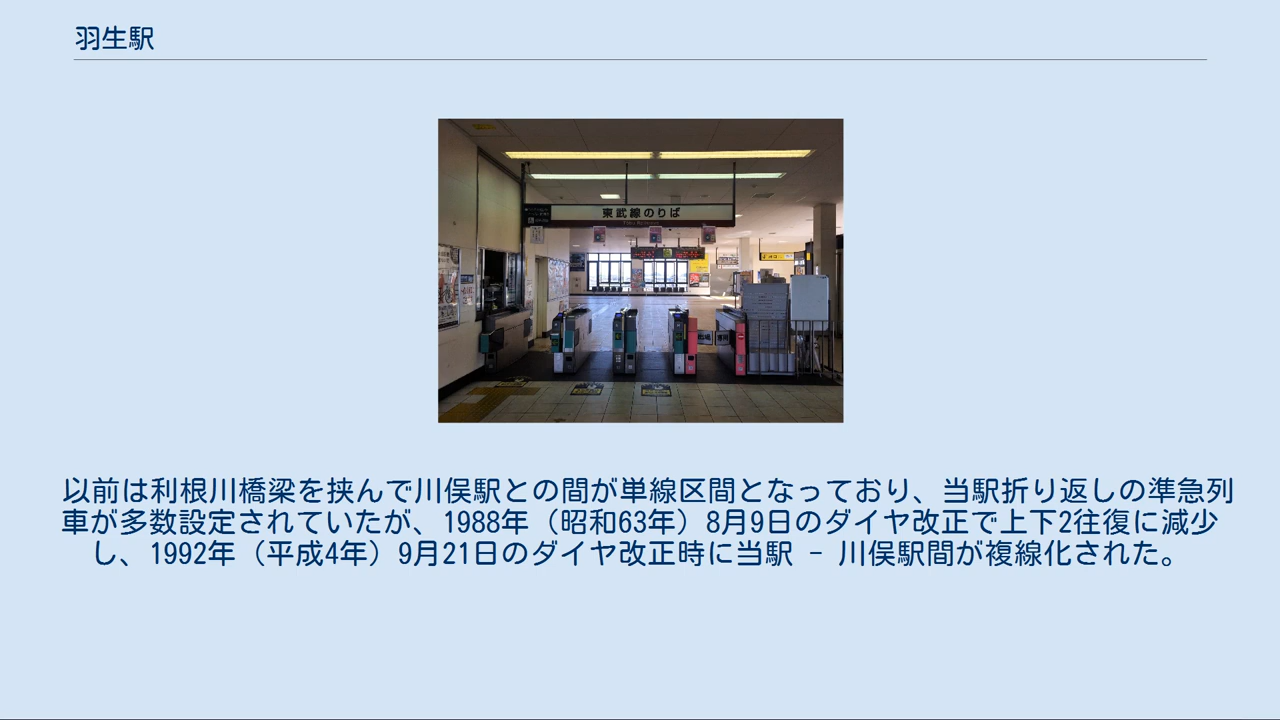 羽生駅
東武線のりば
以前は利根川橋梁を挟んで川俣駅との間が単線区間となっており、当駅折り返しの準急列
車が多数設定されていたが、1988年（昭和63年）8月9日のダイヤ改正で上下2往復に減少
し、1992年（平成4年）9月21日のダイヤ改正時に当駅 - 川俣駅間が複線化された。